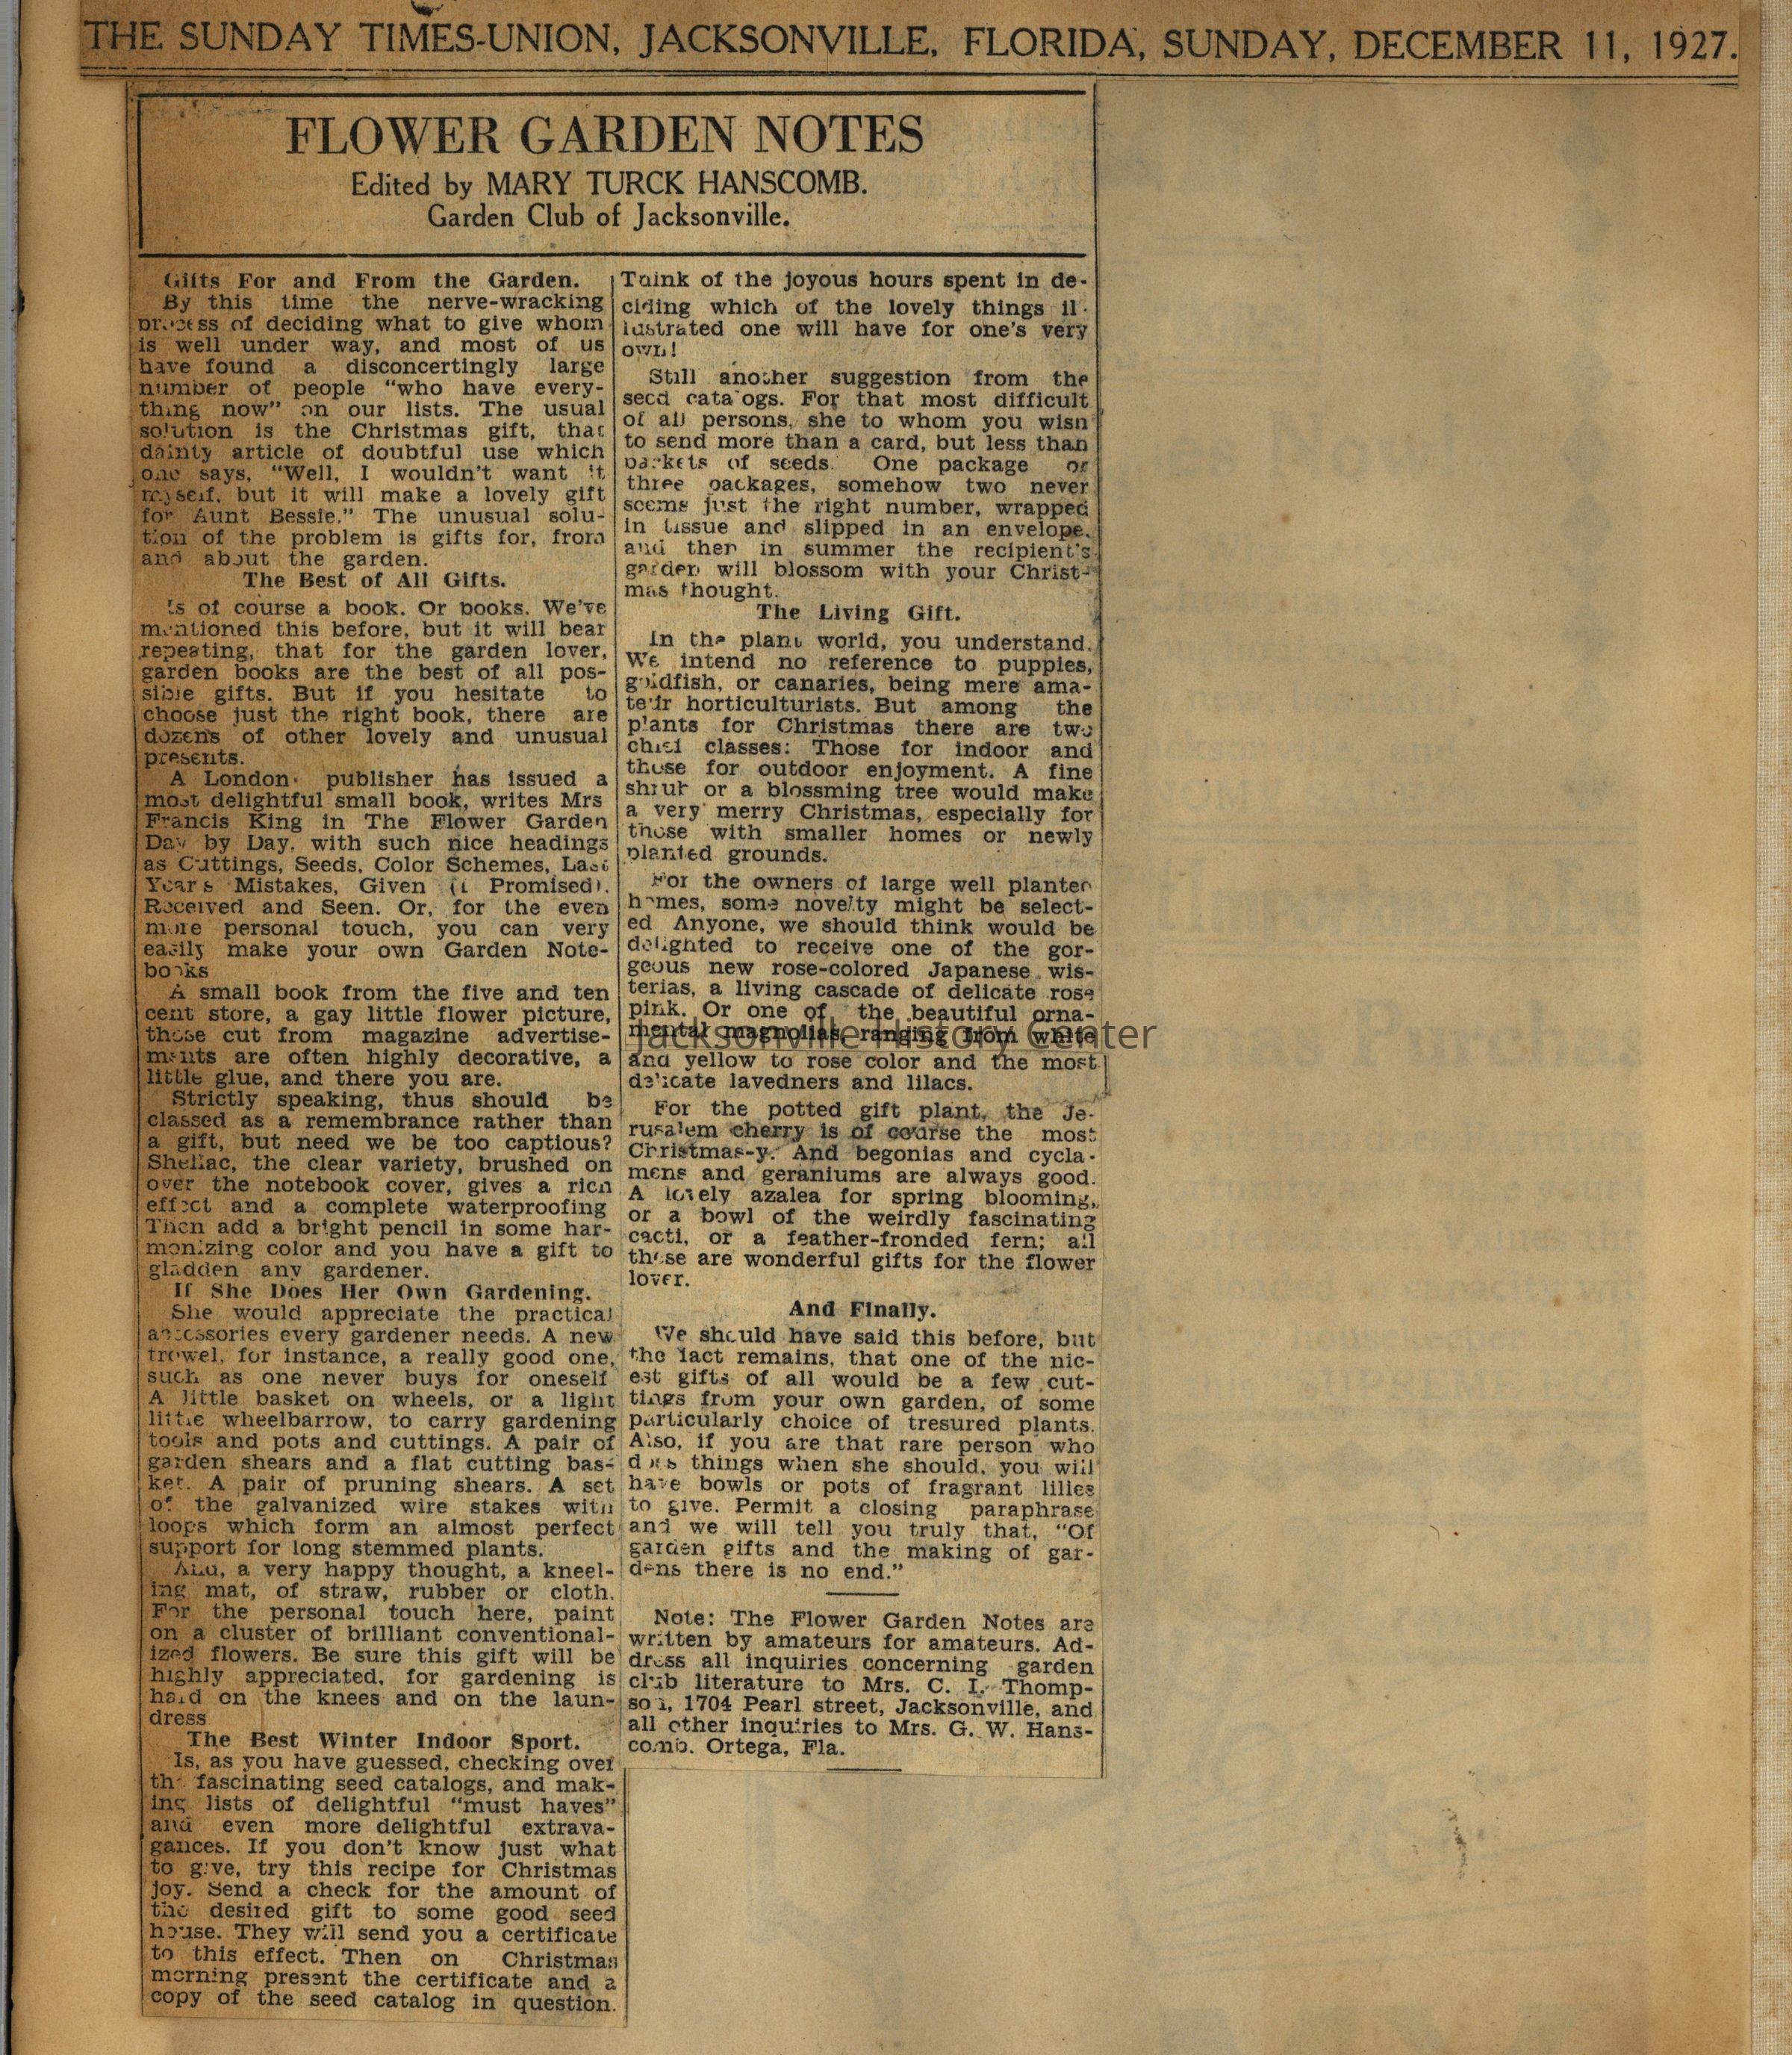 THE SUNDAY TIMES-UNION, JACKSONVILLE, FLORIDA, SUNDAY, DECEMBER 11, 1927.
FLOWER GARDEN NOTES
Edited by MARY TURCK HANSCOMB.
Garden Club of Jacksonville.
Gifts For and From the Garden.
By this time the nerve-wracking
process of deciding what to give whom
is well under way, and most of us
have found a disconcertingly large
number of people "who have every-
thing now" on our lists. The usual
solution is the Christmas gift, that
dainty article of doubtful use which
one says, "Well, I wouldn't want it
myself, but it will make a lovely gift
for Aunt Bessie." The unusual solu-
tion of the problem is gifts for, from
and about the garden.
The Best of All Gifts.
Is of course a book. Or books. We've
mentioned this before, but it will bear
repeating, that for the garden lover,
garden books are the best of all pos-
sible gifts. But if you hesitate to
choose just the right book, there are
dozens of other lovely and unusual
presents.
A London publisher has issued a
most delightful small book, writes Mrs
Francis King in The Flower Garden
Day by Day, with such nice headings
as Cuttings, Seeds, Color Schemes, Last
Year's Mistakes, Given (I Promised).
Received and Seen. Or, for the even
more personal touch, you can very
easily make your own Garden Note-
books
A small book from the five and ten
cent store, a gay little flower picture,
those cut from magazine advertise-
ments are often highly decorative, a
little glue, and there you are.
Strictly speaking, thus should be
classed as a remembrance rather than
a gift, but need we be too captious?
Shellac, the clear variety, brushed on
over the notebook cover, gives a rich
effect and a complete waterproofing
Then add a bright pencil in some har-
monizing color and you have a gift to
gladden any gardener.
If She Does Her Own Gardening.
She would appreciate the practical
accessories every gardener needs. A new
trowel, for instance, a really good one,
such as one never buys for oneself
A little basket on wheels, or a light
little wheelbarrow, to carry gardening
tools and pots and cuttings. A pair of
garden shears and a flat cutting bas-
ket. A pair of pruning shears. A set
of the galvanized wire stakes with
loops which form an almost perfect
support for long stemmed plants.
And, a very happy thought, a kneel-
ing mat, of straw, rubber or cloth.
For the personal touch here, paint
on a cluster of brilliant conventional-
ized flowers. Be sure this gift will be
highly appreciated, for gardening is
hard on the knees and on the laun-
dress
The Best Winter Indoor Sport.
Is, as you have guessed, checking over
the fascinating seed catalogs, and mak-
ing lists of delightful "must haves"
and even more delightful extrava-
gances. If you don't know just what
to give, try this recipe for Christmas
joy. Send a check for the amount of
the desired gift to some good seed
house. They will send you a certificate
to this effect. Then on Christmas
morning present the certificate and a
copy of the seed catalog in question.
Think of the joyous hours spent in de-
ciding which of the lovely things il-
lustrated one will have for one's very
own!
Still another suggestion from the
seed catalogs. For that most difficult
of all persons, she to whom you wish
to send more than a card, but less than
packets of seeds. One package or
three packages, somehow two never
seems just the right number, wrapped
in tissue and slipped in an envelope,
and then in summer the recipient's
garden will blossom with your Christ-
mas thought.
The Living Gift.
In the plant world, you understand.
We intend no reference to puppies,
goldfish, or canaries, being mere ama-
teur horticulturists. But among the
plants for Christmas there are two
chief classes: Those for indoor and
those for outdoor enjoyment. A fine
shrub or a blossming tree would make
a very merry Christmas, especially for
those with smaller homes or newly
planted grounds.
For the owners of large well planted
homes, some novelty might be select-
ed Anyone, we should think would be
delighted to receive one of the gor-
geous new rose-colored Japanese wis-
terias, a living cascade of delicate rose
pink. Or one of the beautiful orna-
mental magnolias, ranging from white
Jacksonville History Center
and yellow to rose color and the most
delicate lavedners and lilacs.
For the potted gift plant, the Je-
rusalem cherry is of course the most
Christmas-y. And begonias and cycla-
mens and geraniums are always good.
A lovely azalea for spring blooming,
or a bowl of the weirdly fascinating
cacti, or a feather-fronded fern; all
these are wonderful gifts for the flower
lover.
And Finally.
We should have said this before, but
the fact remains, that one of the nic-
est gifts of all would be a few cut-
tings from your own garden, of some
particularly choice of tresured plants.
Also, if you are that rare person who
does things when she should, you will
have bowls or pots of fragrant lilies
to give. Permit a closing paraphrase
and we will tell you truly that, "Of
garden gifts and the making of gar-
dens there is no end."
Note: The Flower Garden Notes are
written by amateurs for amateurs. Ad-
dress all inquiries concerning garden
club literature to Mrs. C. I. Thomp-
son, 1704 Pearl street, Jacksonville, and
all other inquiries to Mrs. G. W. Hans-
comb. Ortega, Fla.